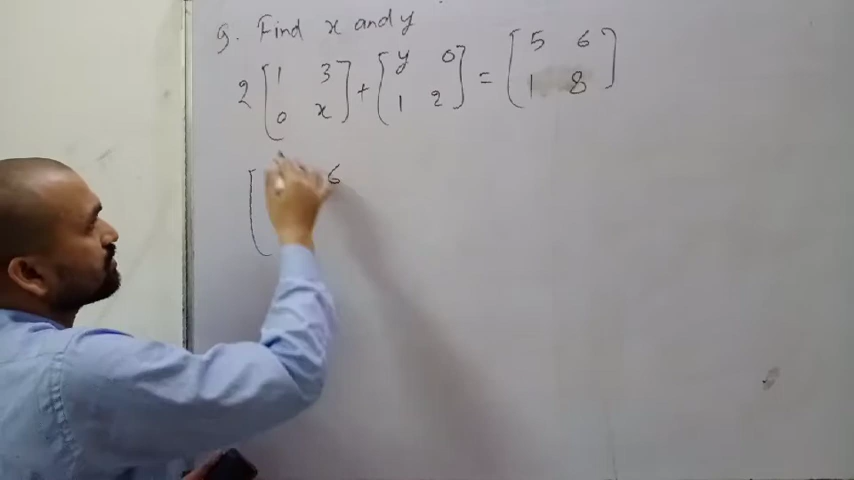 9. Find x and y
2 [1 3 0 x] + [y 0 1 2] = [5 6 1 8]
[ 6